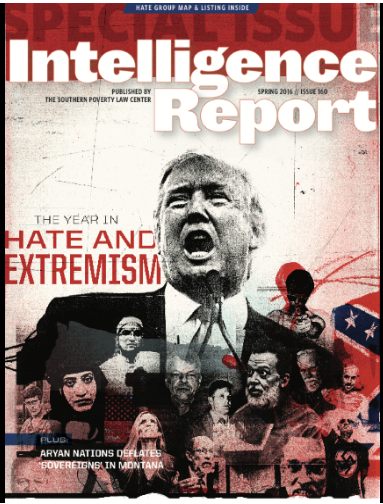 HATE GROUP MAP & LISTING INSIDE
SPECIAL ISSUE
Intelligence
PUBLISHED BY
THE SOUTHERN POVERTY LAW CENTER
SPRING 2016 // ISSUE 160
Report
THE YEAR IN
HATE AND
EXTREMISM
PLUS:
ARYAN NATIONS DEFLATES
'SOVEREIGNS' IN MONTANA